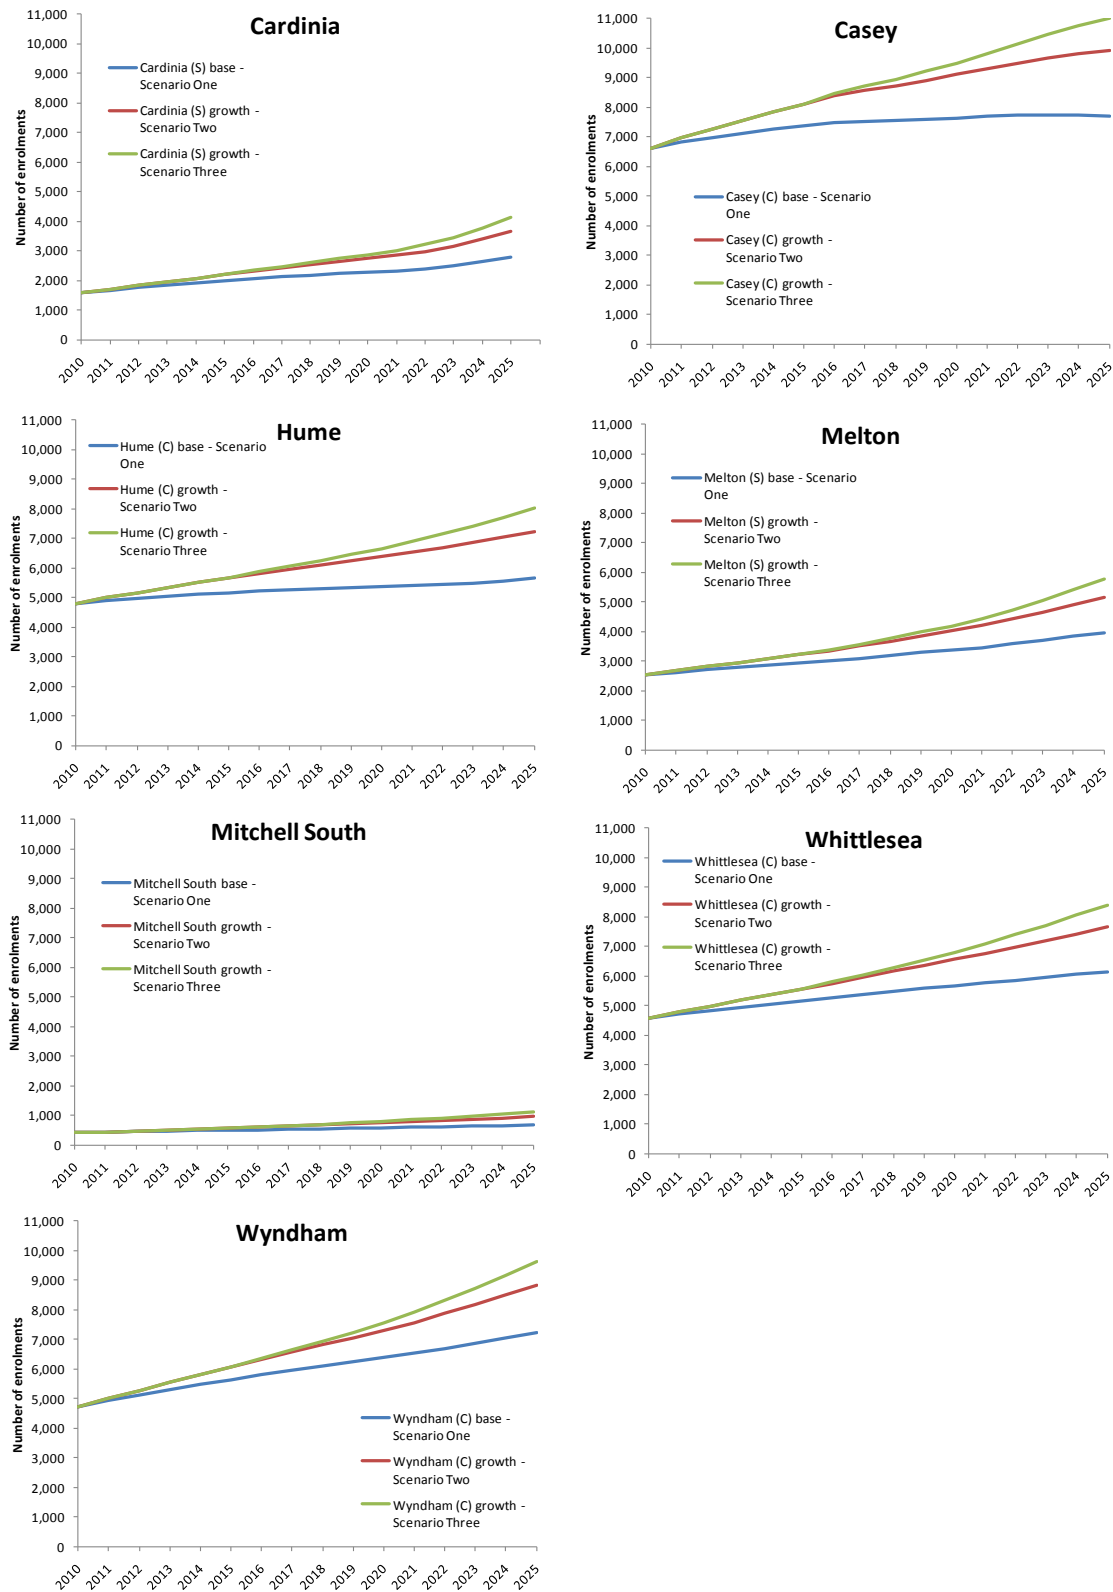 Cardinia
11,000
10,000
9,000
8,000
7,000
6,000
5,000
4,000
3,000
2,000
1,000
0
Number of enrolments
Cardinia (S) base -
Scenario One
Cardinia (S) growth -
Scenario Two
Cardinia (S) growth -
Scenario Three
2010 2011 2012 2013 2014 2015 2016 2017 2018 2019 2020 2021 2022 2023 2024 2025
Casey
11,000
10,000
9,000
8,000
7,000
6,000
5,000
4,000
3,000
2,000
1,000
0
Number of enrolments
Casey (C) base - Scenario
One
Casey (C) growth -
Scenario Two
Casey (C) growth -
Scenario Three
2010 2011 2012 2013 2014 2015 2016 2017 2018 2019 2020 2021 2022 2023 2024 2025
Hume
11,000
10,000
9,000
8,000
7,000
6,000
5,000
4,000
3,000
2,000
1,000
0
Number of enrolments
Hume (C) base - Scenario
One
Hume (C) growth -
Scenario Two
Hume (C) growth -
Scenario Three
2010 2011 2012 2013 2014 2015 2016 2017 2018 2019 2020 2021 2022 2023 2024 2025
Melton
11,000
10,000
9,000
8,000
7,000
6,000
5,000
4,000
3,000
2,000
1,000
0
Number of enrolments
Melton (S) base - Scenario
One
Melton (S) growth -
Scenario Two
Melton (S) growth -
Scenario Three
2010 2011 2012 2013 2014 2015 2016 2017 2018 2019 2020 2021 2022 2023 2024 2025
Mitchell South
11,000
10,000
9,000
8,000
7,000
6,000
5,000
4,000
3,000
2,000
1,000
0
Number of enrolments
Mitchell South base -
Scenario One
Mitchell South growth -
Scenario Two
Mitchell South growth -
Scenario Three
2010 2011 2012 2013 2014 2015 2016 2017 2018 2019 2020 2021 2022 2023 2024 2025
Whittlesea
11,000
10,000
9,000
8,000
7,000
6,000
5,000
4,000
3,000
2,000
1,000
0
Number of enrolments
Whittlesea (C) base -
Scenario One
Whittlesea (C) growth -
Scenario Two
Whittlesea (C) growth -
Scenario Three
2010 2011 2012 2013 2014 2015 2016 2017 2018 2019 2020 2021 2022 2023 2024 2025
Wyndham
11,000
10,000
9,000
8,000
7,000
6,000
5,000
4,000
3,000
2,000
1,000
0
Number of enrolments
Wyndham (C) base -
Scenario One
Wyndham (C) growth -
Scenario Two
Wyndham (C) growth -
Scenario Three
2010 2011 2012 2013 2014 2015 2016 2017 2018 2019 2020 2021 2022 2023 2024 2025